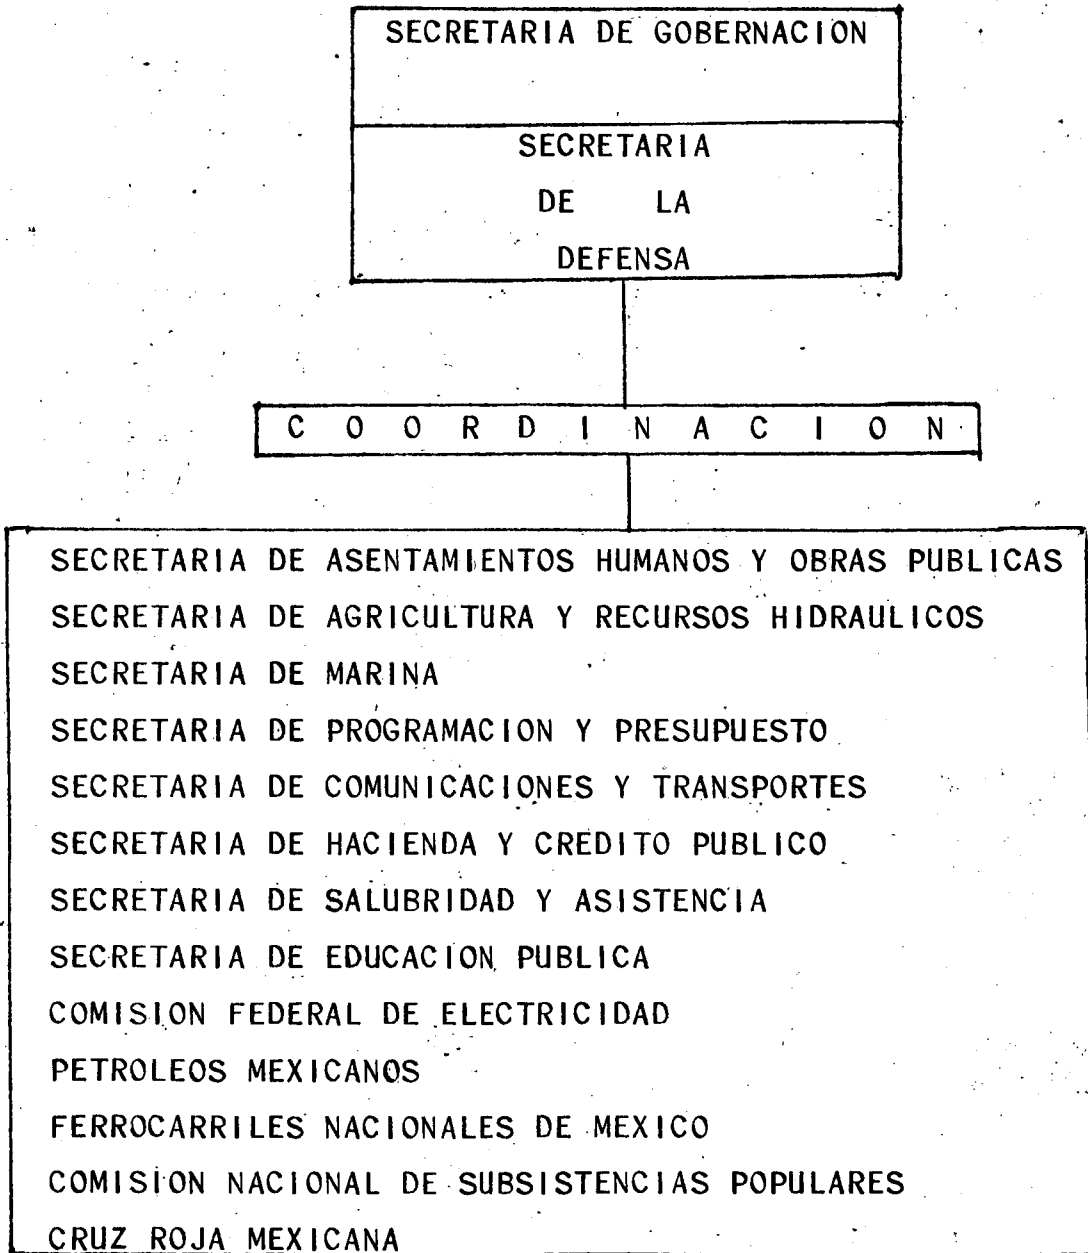 SECRETARIA DE GOBERNACION
SECRETARIA
DE LA
DEFENSA
COORDINACION
SECRETARIA DE ASENTAMIENTOS HUMANOS Y OBRAS PUBLICAS
SECRETARIA DE AGRICULTURA Y RECURSOS HIDRAULICOS
SECRETARIA DE MARINA
SECRETARIA DE PROGRAMACION Y PRESUPUESTO
SECRETARIA DE COMUNICACIONES Y TRANSPORTES
SECRETARIA DE HACIENDA Y CREDITO PUBLICO
SECRETARIA DE SALUBRIDAD Y ASISTENCIA
SECRETARIA DE EDUCACION PUBLICA
COMISION FEDERAL DE ELECTRICIDAD
PETROLEOS MEXICANOS
FERROCARRILES NACIONALES DE MEXICO
COMISION NACIONAL DE SUBSISTENCIAS POPULARES
CRUZ ROJA MEXICANA